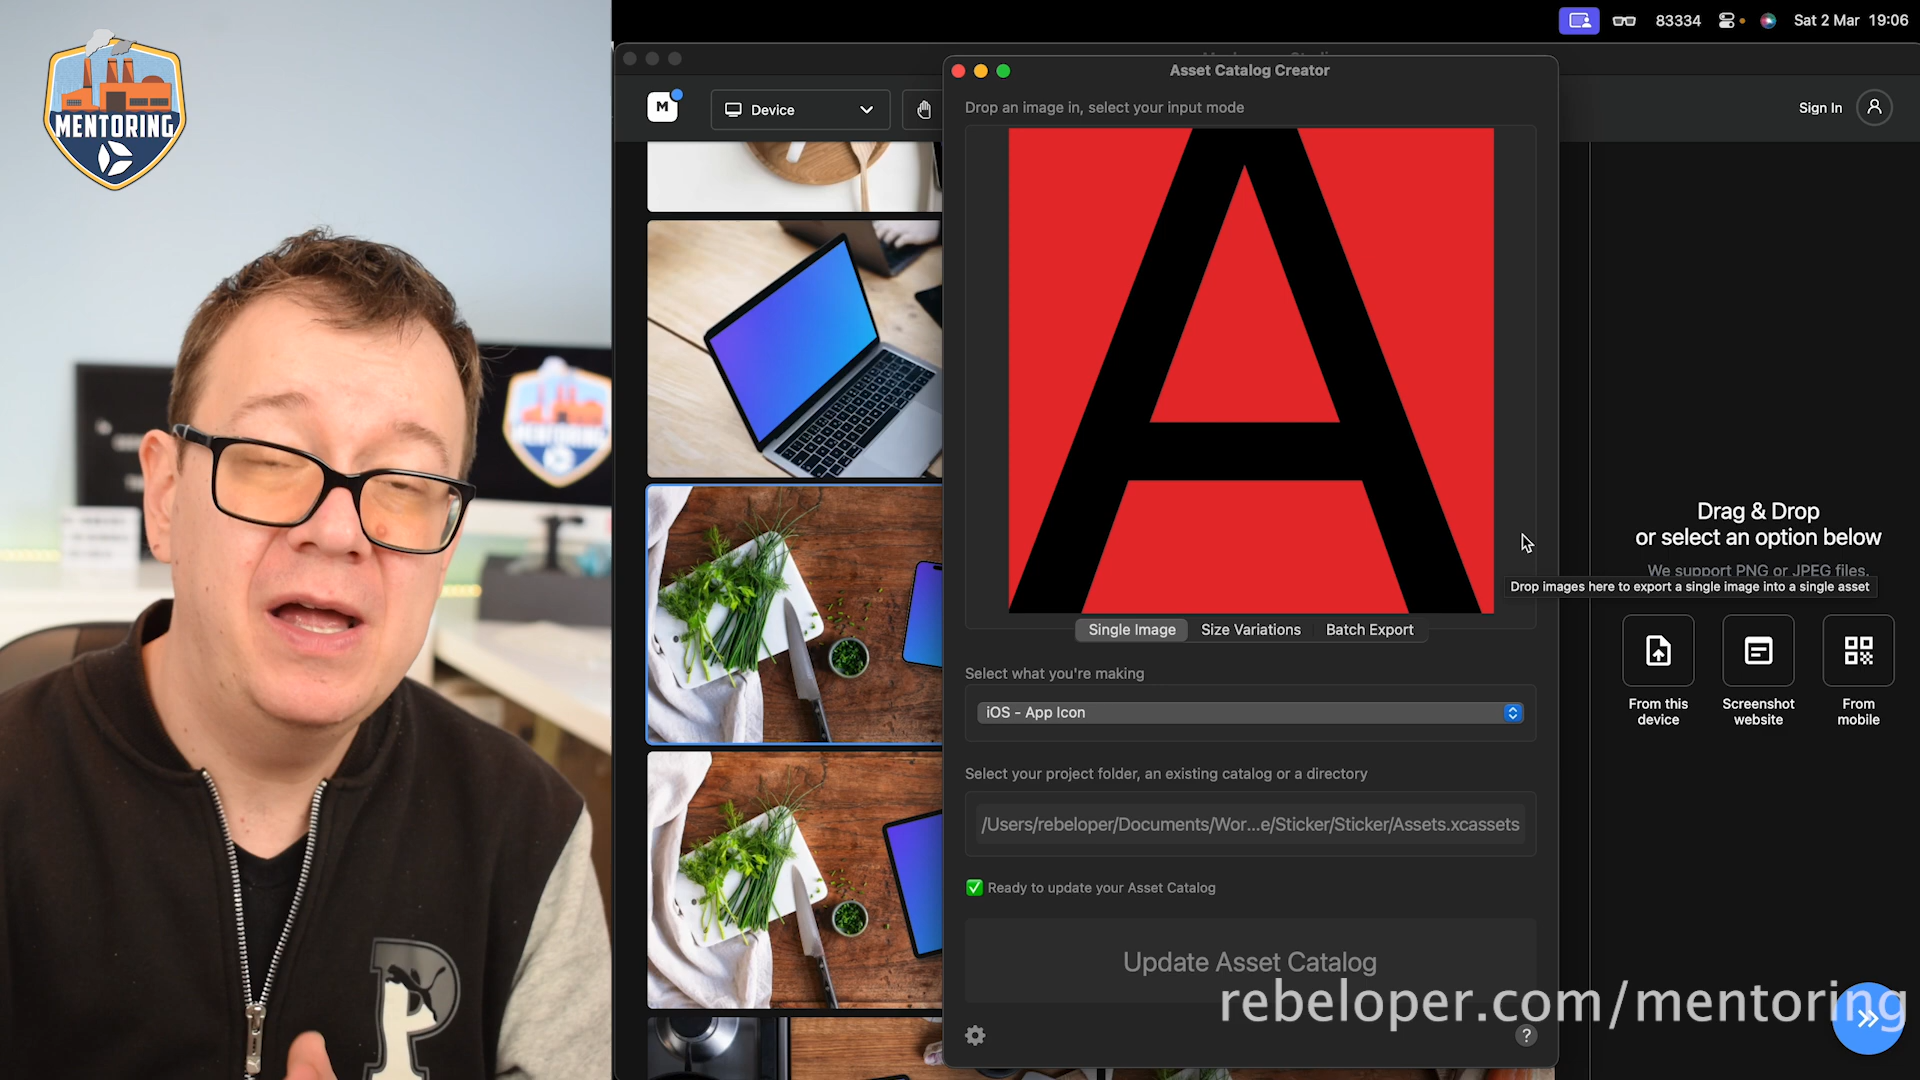 MENTORING
MENTORING
P
83334
Sat 2 Mar 19:06
M
Device
Sign In
Asset Catalog Creator
Drop an image in, select your input mode
A
Single Image
Size Variations
Batch Export
Select what you're making
iOS - App Icon
Select your project folder, an existing catalog or a directory
/Users/rebeloper/Documents/Wor...e/Sticker/Sticker/Assets.xcassets
✅ Ready to update your Asset Catalog
Update Asset Catalog
?
Drag & Drop
or select an option below
We support PNG or JPEG files.
Drop images here to export a single image into a single asset
From this
device
Screenshot
website
From
mobile
rebeloper.com/mentoring